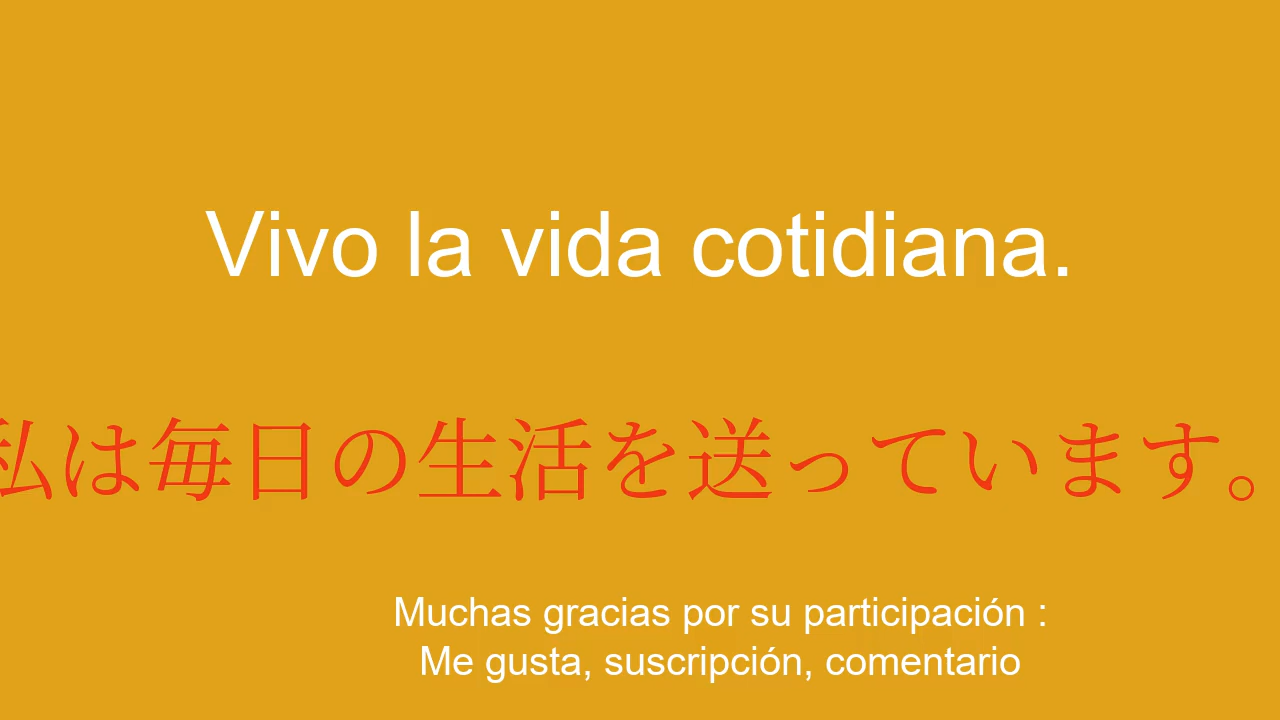 Vivo la vida cotidiana.
私は毎日の生活を送っています。
Muchas gracias por su participación :
Me gusta, suscripción, comentario